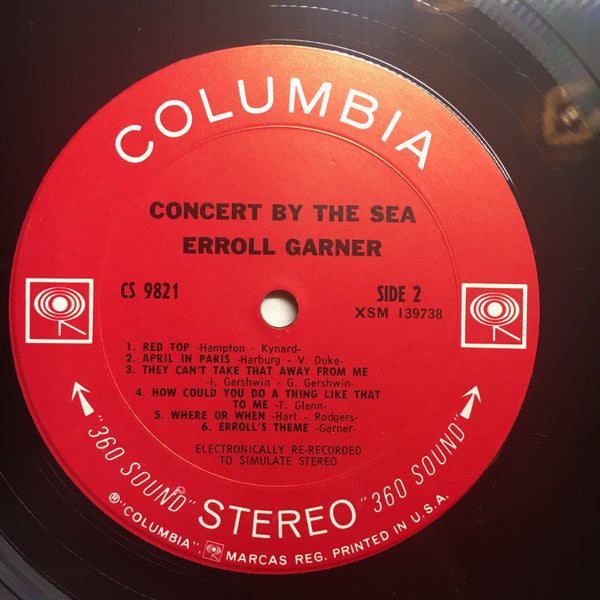 COLUMBIA
CONCERT BY THE SEA
ERROLL GARNER
CS 9821
SIDE 2
XSM 139738
1. RED TOP -Hampton - Kynard-
2. APRIL IN PARIS -Harburg - V. Duke-
3. THEY CAN'T TAKE THAT AWAY FROM ME
-I. Gershwin - G. Gershwin-
4. HOW COULD YOU DO A THING LIKE THAT
TO ME -T. Glenn-
5. WHERE OR WHEN -Hart - Rodgers-
6. ERROLL'S THEME -Garner-
ELECTRONICALLY RE-RECORDED
TO SIMULATE STEREO
"360 SOUND" STEREO "360 SOUND"
® "COLUMBIA", MARCAS REG. PRINTED IN U.S.A.